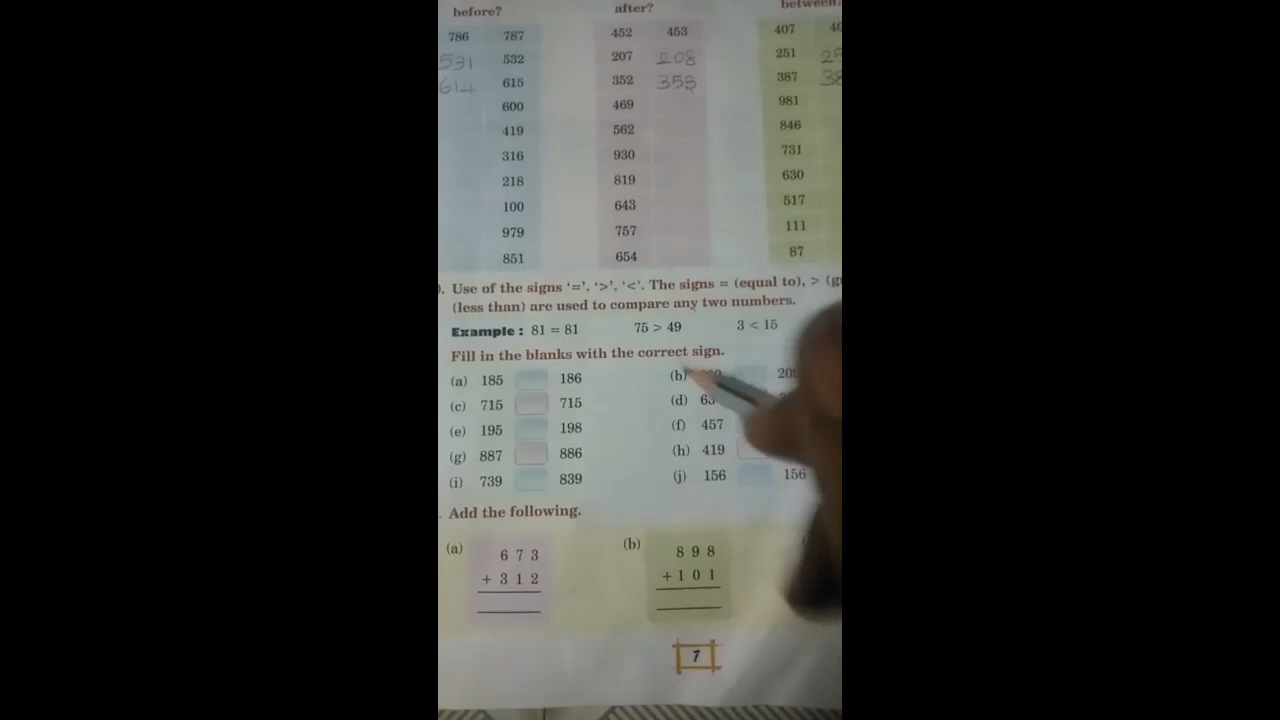 before?
after?
between?
786 787
452 453
407
531 532
207 208
251
614 615
352 353
387
600
469
981
419
562
846
316
930
731
218
819
630
100
643
517
979
757
111
851
654
87
Use of the signs '=', '>', '<'. The signs = (equal to), >
(less than) are used to compare any two numbers.
Example : 81 = 81 75 > 49 3 < 15
Fill in the blanks with the correct sign.
(a) 185 186
(b)
(c) 715 715
(d)
(e) 195 198
(f) 457
(g) 887 886
(h) 419
(i) 739 839
(j) 156 156
Add the following.
(a) 6 7 3
+ 3 1 2
(b) 8 9 8
+ 1 0 1
7